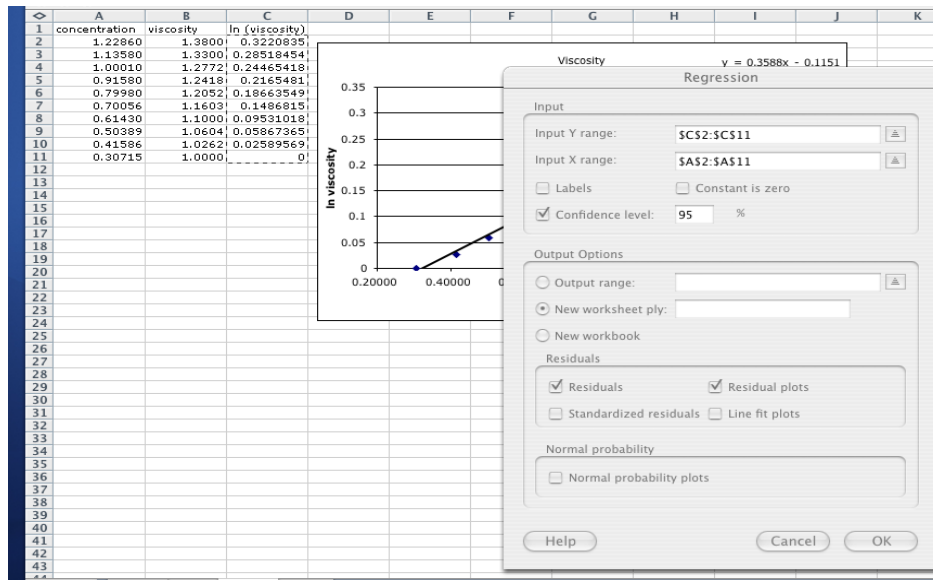 A B C D E F G H I J K
1 concentration viscosity ln (viscosity)
2 1.22860 1.3800 0.3220835
3 1.13580 1.3300 0.28518454
4 1.00010 1.2772 0.24465418
5 0.91580 1.2418 0.2165481
6 0.79980 1.2052 0.18663549
7 0.70056 1.1603 0.1486815
8 0.61430 1.1000 0.09531018
9 0.50389 1.0604 0.05867365
10 0.41586 1.0262 0.02589569
11 0.30715 1.0000 0
12
13
14
15
16
17
18
19
20
21
22
23
24
25
26
27
28
29
30
31
32
33
34
35
36
37
38
39
40
41
42
43
Viscosity
y = 0.3588x - 0.1151
ln viscosity
0.35
0.3
0.25
0.2
0.15
0.1
0.05
0
0.20000 0.40000
Regression
Input
Input Y range: $C$2:$C$11
Input X range: $A$2:$A$11
Labels Constant is zero
Confidence level: 95 %
Output Options
Output range:
New worksheet ply:
New workbook
Residuals
Residuals Residual plots
Standardized residuals Line fit plots
Normal probability
Normal probability plots
Help Cancel OK